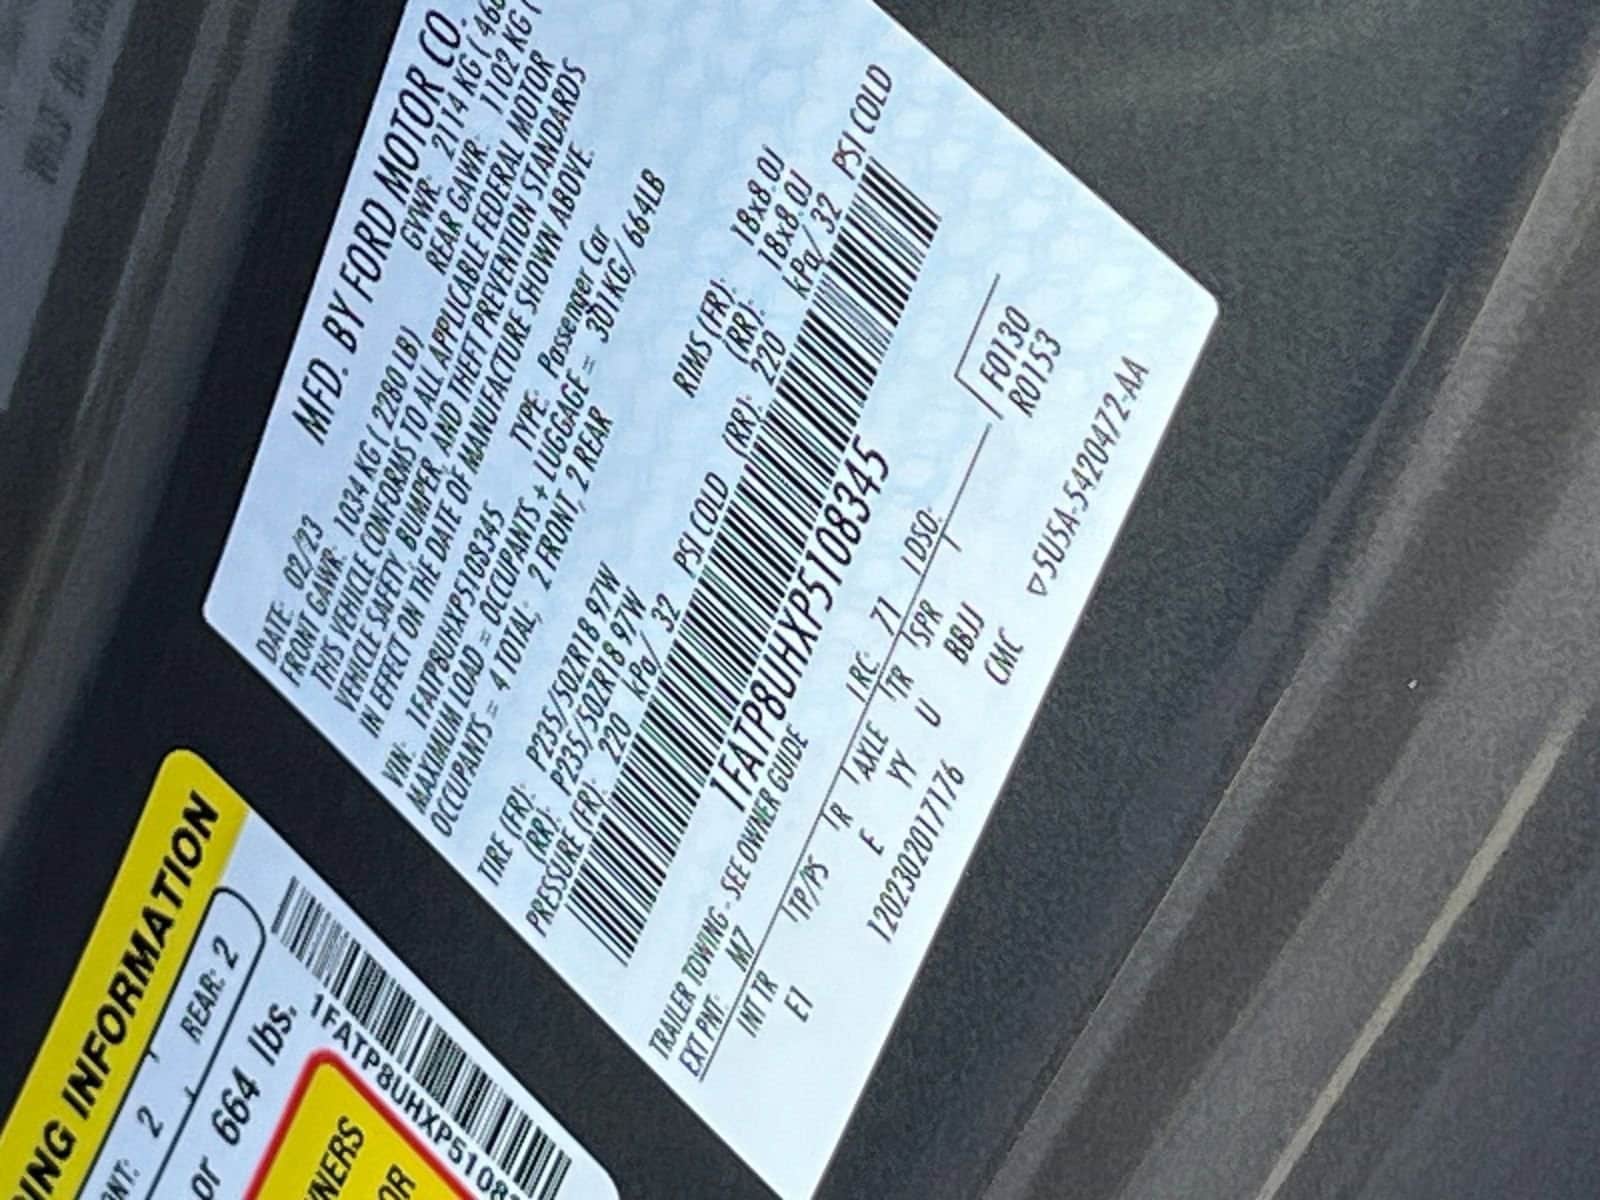 MFD. BY FORD MOTOR CO.
DATE: 02/23 GVWR: 2114 KG (
FRONT GAWR: 1034 KG (2280 LB) REAR GAWR: 1102 KG (
THIS VEHICLE CONFORMS TO ALL APPLICABLE FEDERAL MOTOR
VEHICLE SAFETY, BUMPER, AND THEFT PREVENTION STANDARDS
IN EFFECT ON THE DATE OF MANUFACTURE SHOWN ABOVE.
VIN: 1FATP8UHXP5108345 TYPE: Passenger Car
MAXIMUM LOAD = OCCUPANTS + LUGGAGE = 301KG/ 664LB
OCCUPANTS = 4 TOTAL; 2 FRONT, 2 REAR
TIRE (FR): P235/50ZR18 97W RIMS (FR): 18x8.0J
(RR): P235/50ZR18 97W (RR): 18x8.0J
PRESSURE (FR): 220 kPa/ 32 PSI COLD (RR): 220 kPa/ 32 PSI COLD
1FATP8UHXP5108345
TRAILER TOWING - SEE OWNER GUIDE
EXT PNT: M7 RC: 71 DSO:
INT TR TP/PS R AXLE TR SPR
E1 E YY U BBJJ
F0130
R0153
1202302017176 CMC
▽5U5A-5420472-AA
ING INFORMATION
ONT: 2 REAR: 2
or 664 lbs.
1FATP8UHXP5108
NERS
OR